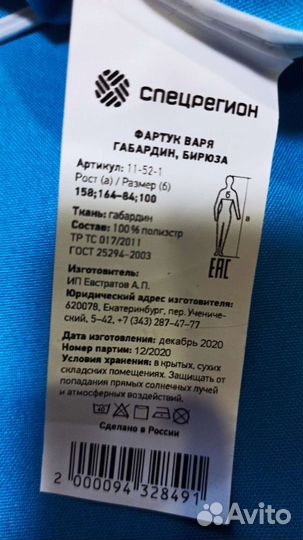 СПЕЦРЕГИОН
ФАРТУК ВАРЯ
ГАБАРДИН, БИРЮЗА
Артикул: 11-52-1
Рост (а) / Размер (б)
158;164-84;100
Ткань: габардин
Состав: 100% полиэстр
ТР ТС 017/2011
ГОСТ 25294-2003
б
а
EAC
Изготовитель:
ИП Евстратов А.П.
Юридический адрес изготовителя:
620078, Екатеринбург, пер. Учениче-
ский, 5-42, +7 (343) 287-47-77
Дата изготовления: декабрь 2020
Номер партии: 12/2020
Условия хранения: в крытых, сухих
складских помещениях. Защищать от
попадания прямых солнечных лучей
и атмосферных воздействий.
Сделано в России
2 000094 328491
Avito